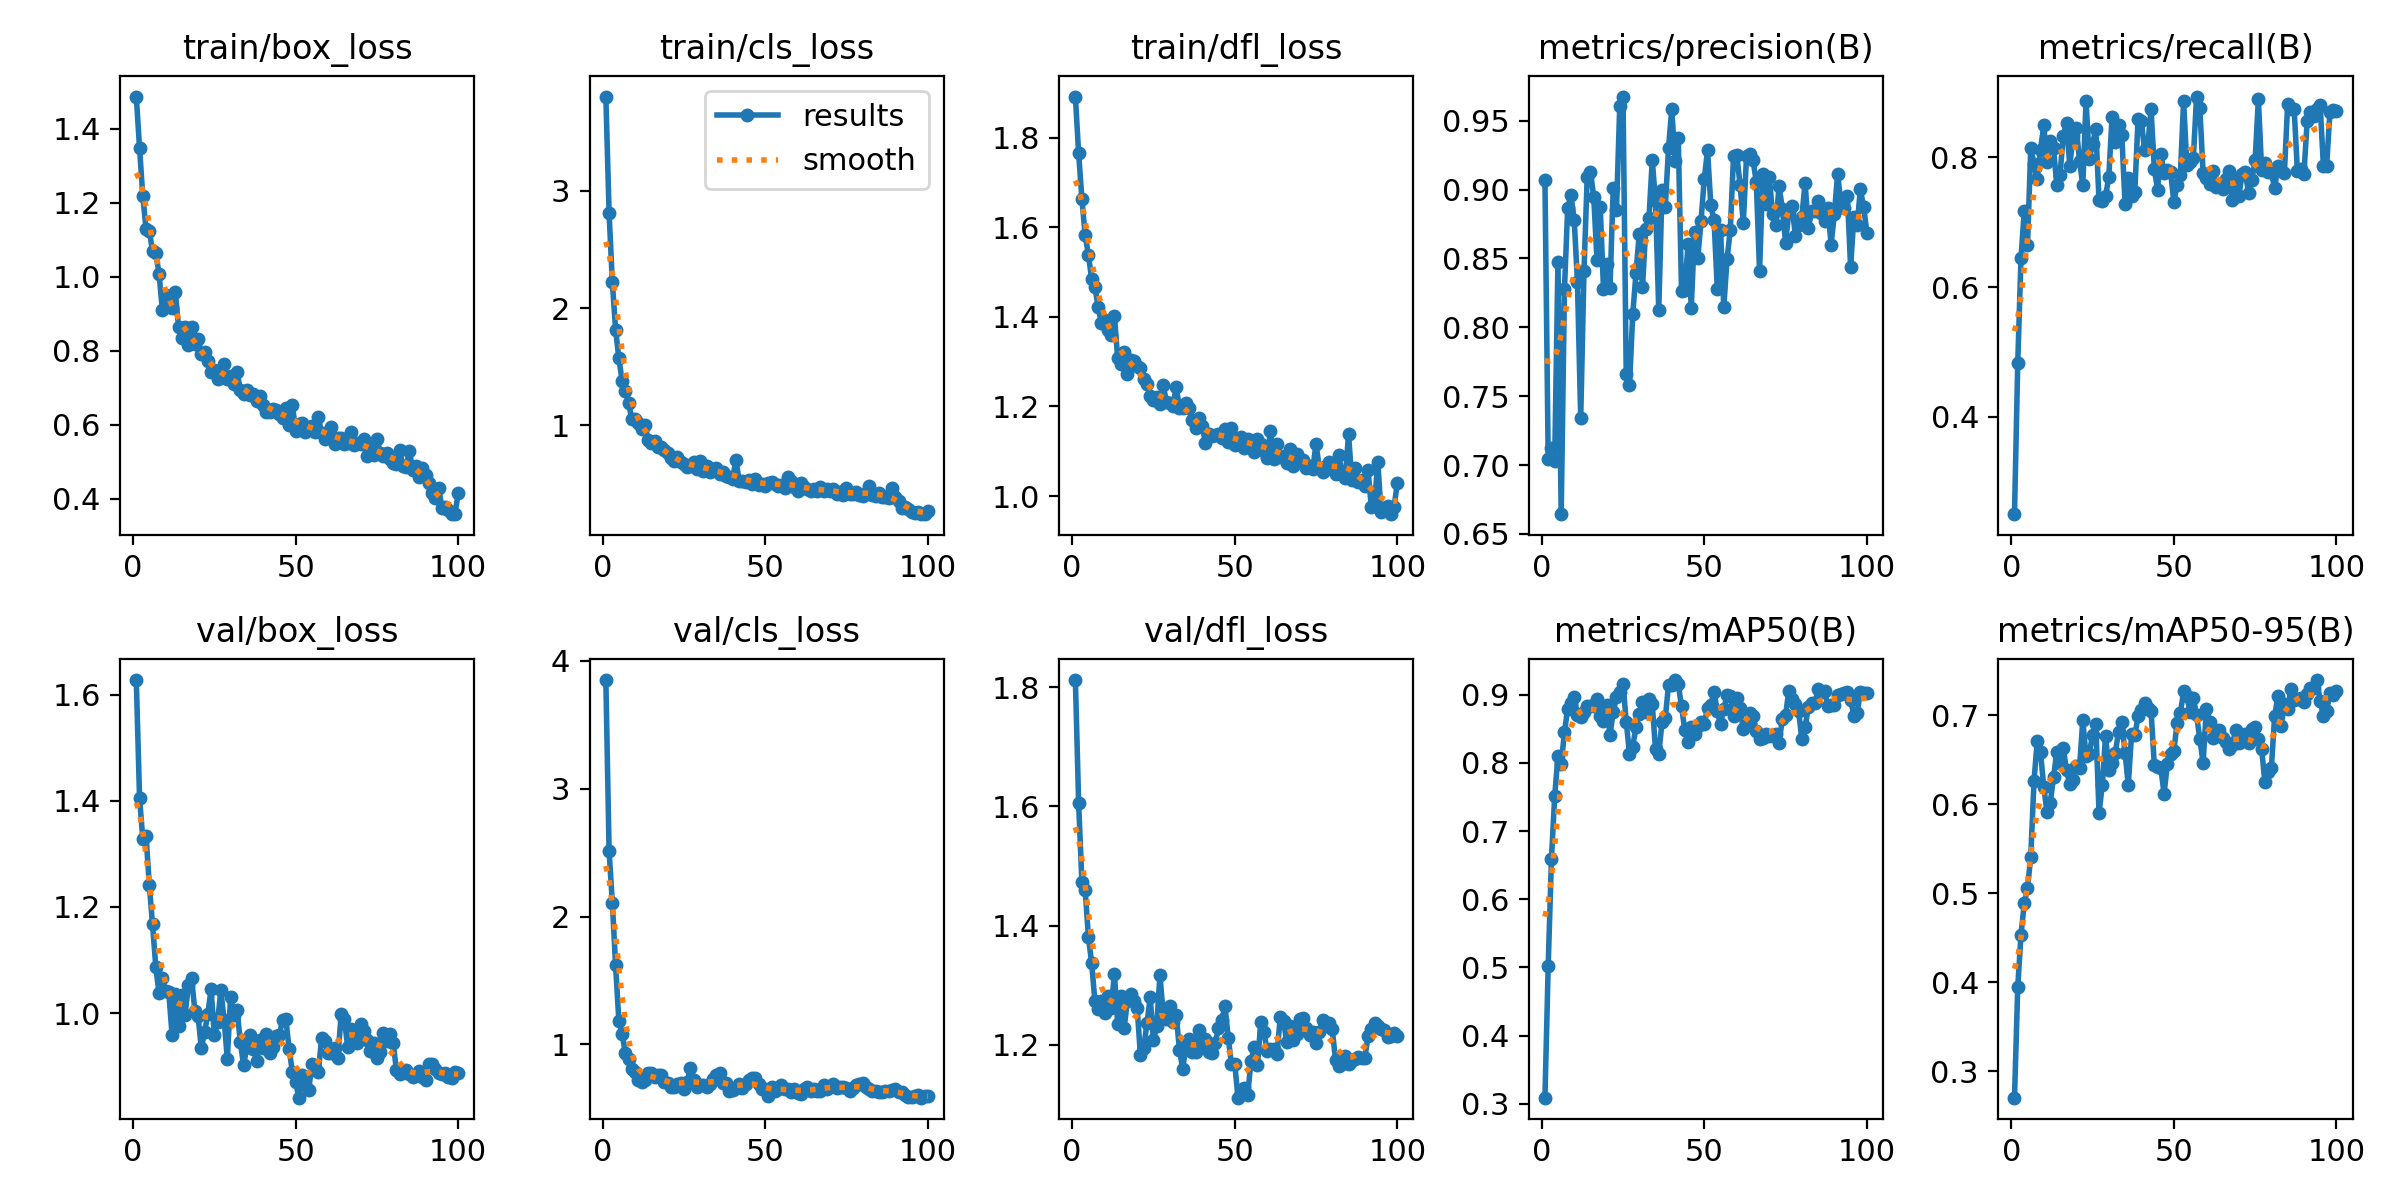 train/box_loss
1.4
1.2
1.0
0.8
0.6
0.4
0 50 100
train/cls_loss
results
smooth
3
2
1
0 50 100
train/dfl_loss
1.8
1.6
1.4
1.2
1.0
0 50 100
metrics/precision(B)
0.95
0.90
0.85
0.80
0.75
0.70
0.65
0 50 100
metrics/recall(B)
0.8
0.6
0.4
0 50 100
val/box_loss
1.6
1.4
1.2
1.0
0 50 100
val/cls_loss
4
3
2
1
0 50 100
val/dfl_loss
1.8
1.6
1.4
1.2
0 50 100
metrics/mAP50(B)
0.9
0.8
0.7
0.6
0.5
0.4
0.3
0 50 100
metrics/mAP50-95(B)
0.7
0.6
0.5
0.4
0.3
0 50 100